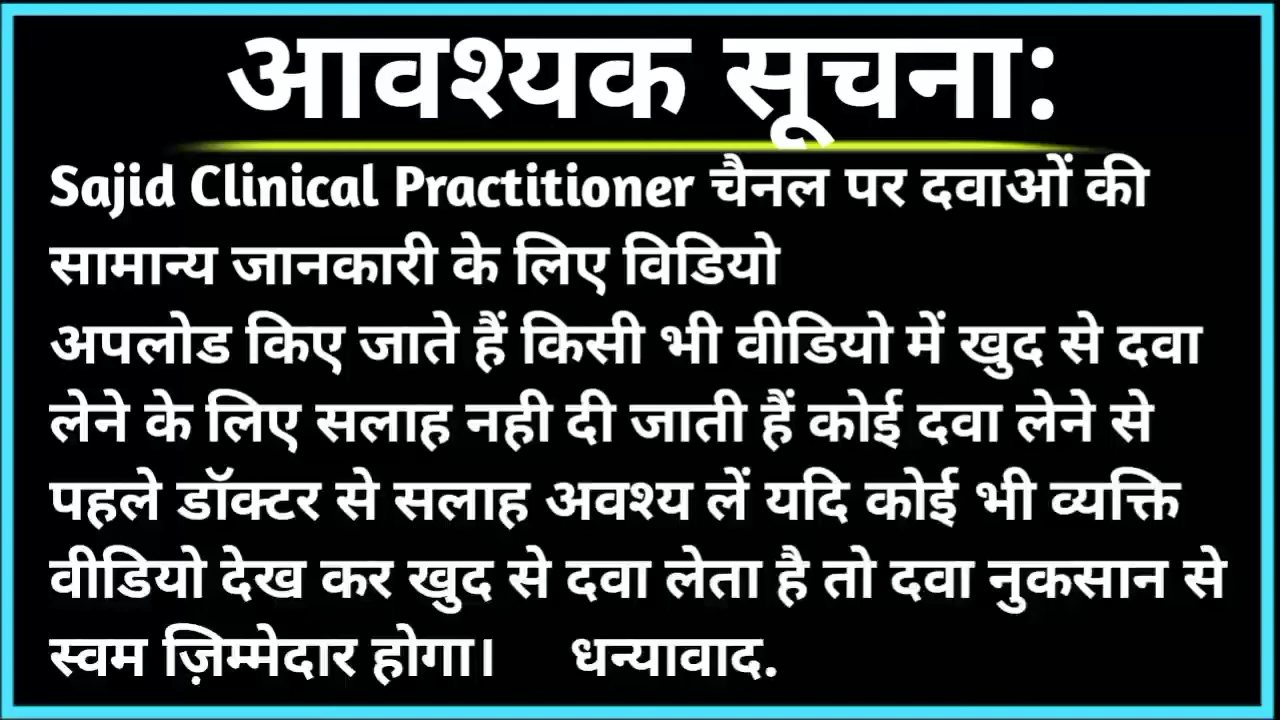 आवश्यक सूचना:
Sajid Clinical Practitioner चैनल पर दवाओं की
सामान्य जानकारी के लिए विडियो
अपलोड किए जाते हैं किसी भी वीडियो में खुद से दवा
लेने के लिए सलाह नही दी जाती हैं कोई दवा लेने से
पहले डॉक्टर से सलाह अवश्य लें यदि कोई भी व्यक्ति
वीडियो देख कर खुद से दवा लेता है तो दवा नुकसान से
स्वम ज़िम्मेदार होगा। धन्यावाद.